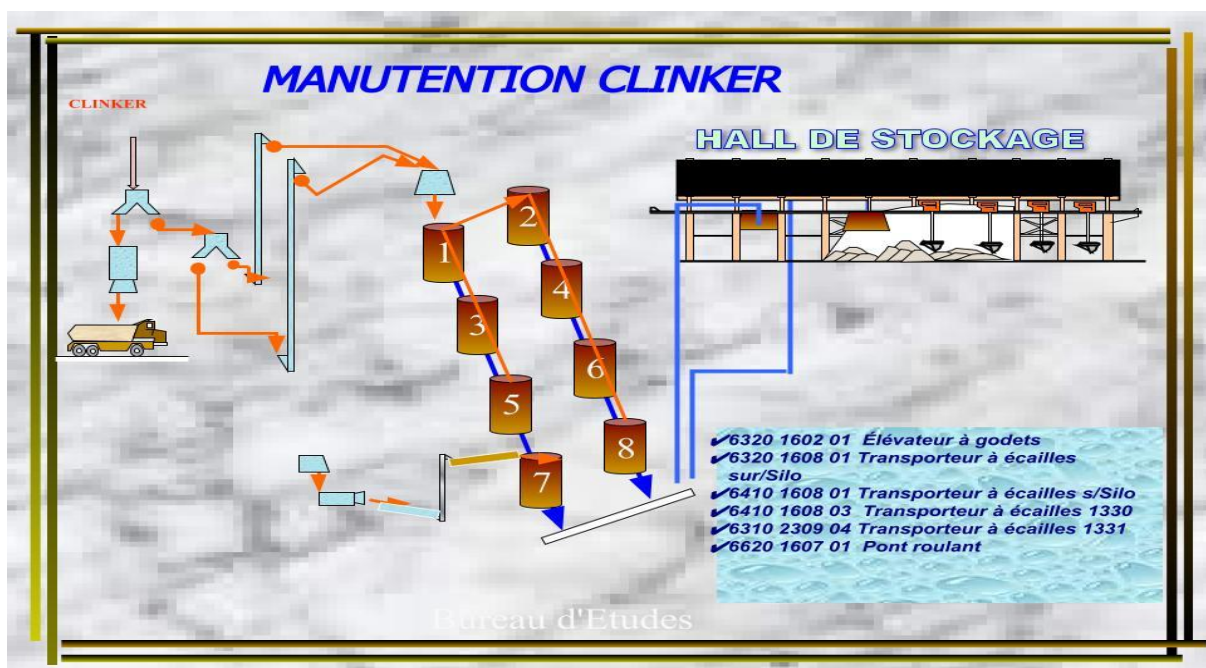 MANUTENTION CLINKER
CLINKER
HALL DE STOCKAGE
1
2
3
4
5
6
7
8
✔6320 1602 01 Élévateur à godets
✔6320 1608 01 Transporteur à écailles
sur/Silo
✔6410 1608 01 Transporteur à écailles s/Silo
✔6410 1608 03 Transporteur à écailles 1330
✔6310 2309 04 Transporteur à écailles 1331
✔6620 1607 01 Pont roulant
Bureau d'Etudes